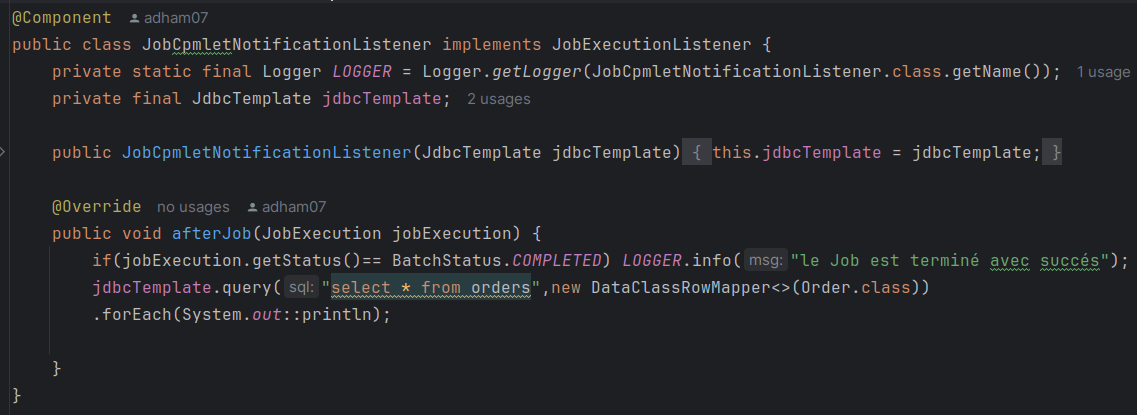 @Component adham07
public class JobCpmletNotificationListener implements JobExecutionListener {
private static final Logger LOGGER = Logger.getLogger(JobCpmletNotificationListener.class.getName()); 1 usage
private final JdbcTemplate jdbcTemplate; 2 usages
public JobCpmletNotificationListener(JdbcTemplate jdbcTemplate) { this.jdbcTemplate = jdbcTemplate; }
@Override no usages adham07
public void afterJob(JobExecution jobExecution) {
if(jobExecution.getStatus()== BatchStatus.COMPLETED) LOGGER.info( msg: "le Job est terminé avec succés");
jdbcTemplate.query( sql: "select * from orders",new DataClassRowMapper<>(Order.class))
.forEach(System.out::println);
}
}